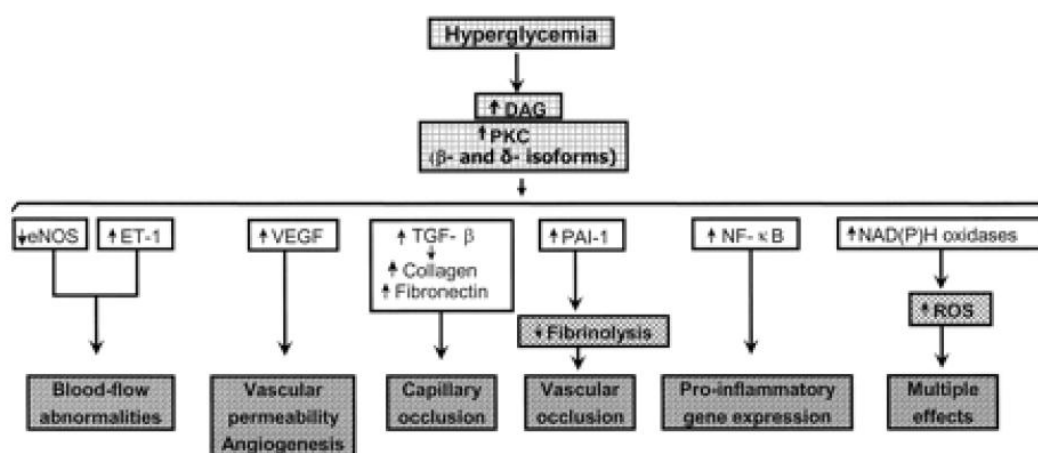 Hyperglycemia
↑DAG
↑PKC
(β- and δ- isoforms)
↓eNOS
↑ET-1
↑VEGF
↑TGF- β
↑Collagen
↑Fibronectin
↑PAI-1
↑NF- κB
↑NAD(P)H oxidases
↓Fibrinolysis
↑ROS
Blood-flow
abnormalities
Vascular
permeability
Angiogenesis
Capillary
occlusion
Vascular
occlusion
Pro-inflammatory
gene expression
Multiple
effects